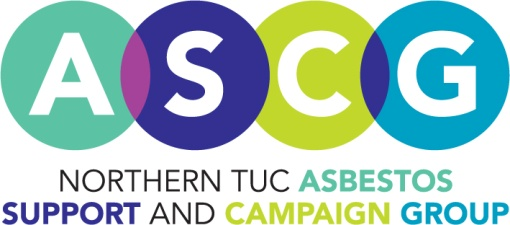 ASCG
NORTHERN TUC ASBESTOS
SUPPORT AND CAMPAIGN GROUP